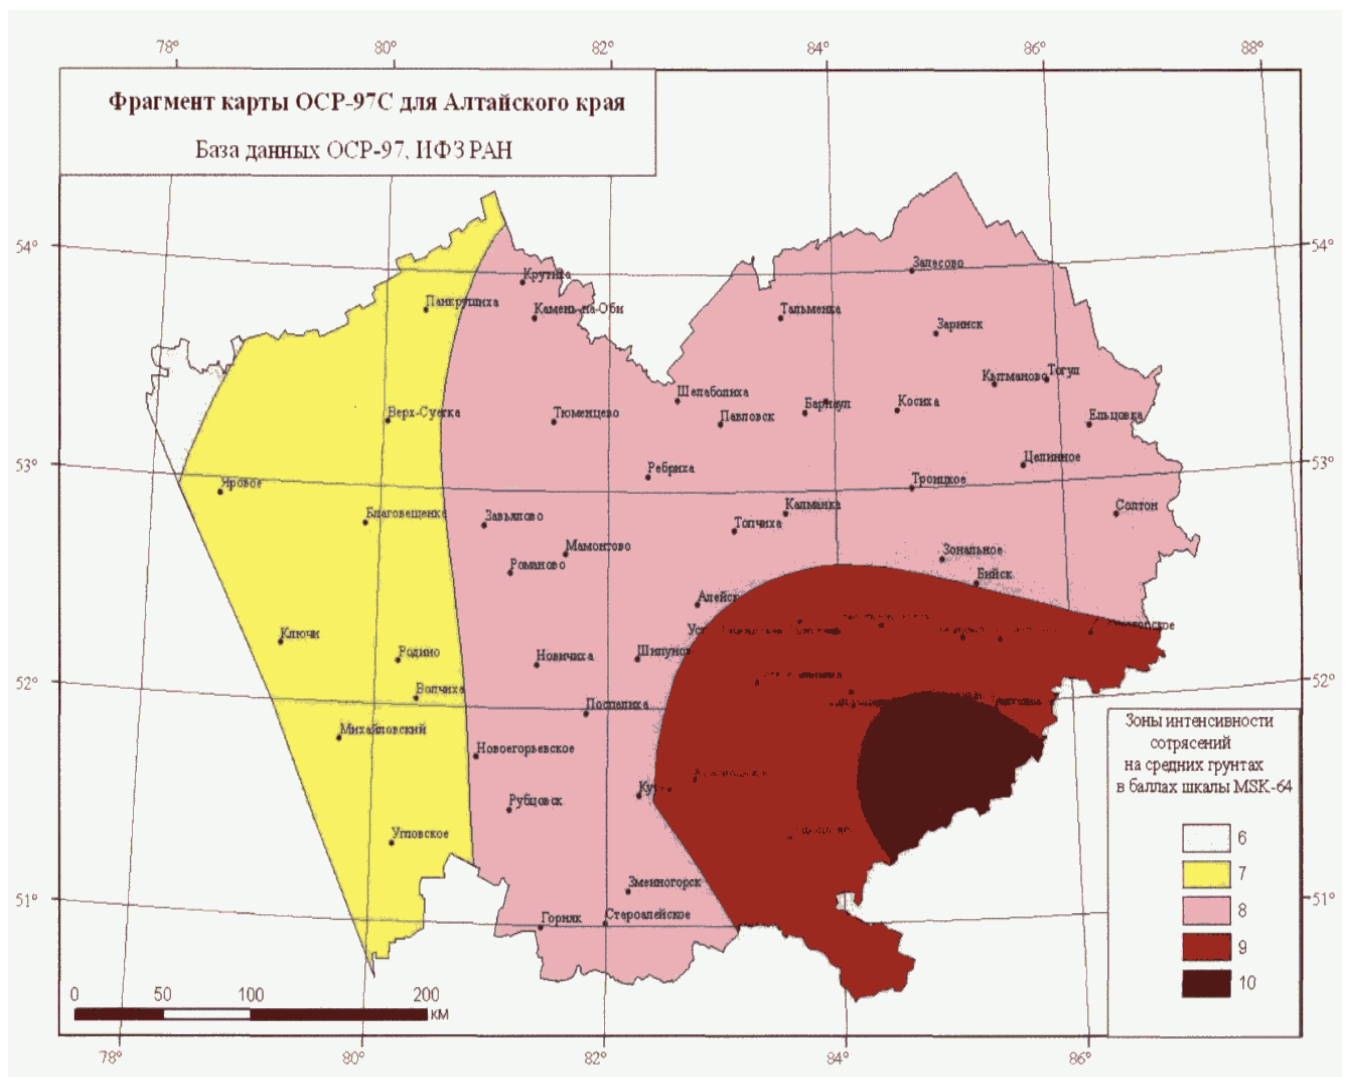 78°
80°
82°
84°
86°
88°
Фрагмент карты ОСР-97С для Алтайского края
База данных ОСР-97, ИФЗ РАН
54°
54°
Залесово
Крутиха
Панкрушиха
Камень-на-Оби
Тальменка
Заринск
Кытманово
Тогул
Шелаболиха
Барнаул
Косиха
Верх-Суетка
Тюменцево
Павловск
Ельцовка
53°
53°
Целинное
Ребриха
Яровое
Троицкое
Благовещенка
Завьялово
Калманка
Солтон
Топчиха
Мамонтово
Зональное
Романово
Бийск
Алейск
Ключи
Родино
Новичиха
Шипунов
52°
52°
Волчиха
Поспелиха
Михайловский
Новоегорьевское
Рубцовск
Угловское
Змеиногорск
51°
51°
Горняк
Староалейское
Зоны интенсивности
сотрясений
на средних грунтах
в баллах шкалы MSK-64
6
7
8
9
10
0 50 100 200
км
78°
80°
82°
84°
86°